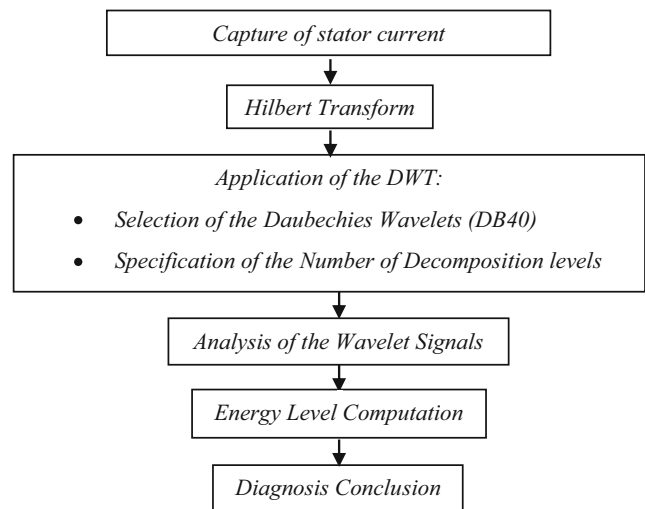 Capture of stator current
Hilbert Transform
Application of the DWT:
• Selection of the Daubechies Wavelets (DB40)
• Specification of the Number of Decomposition levels
Analysis of the Wavelet Signals
Energy Level Computation
Diagnosis Conclusion